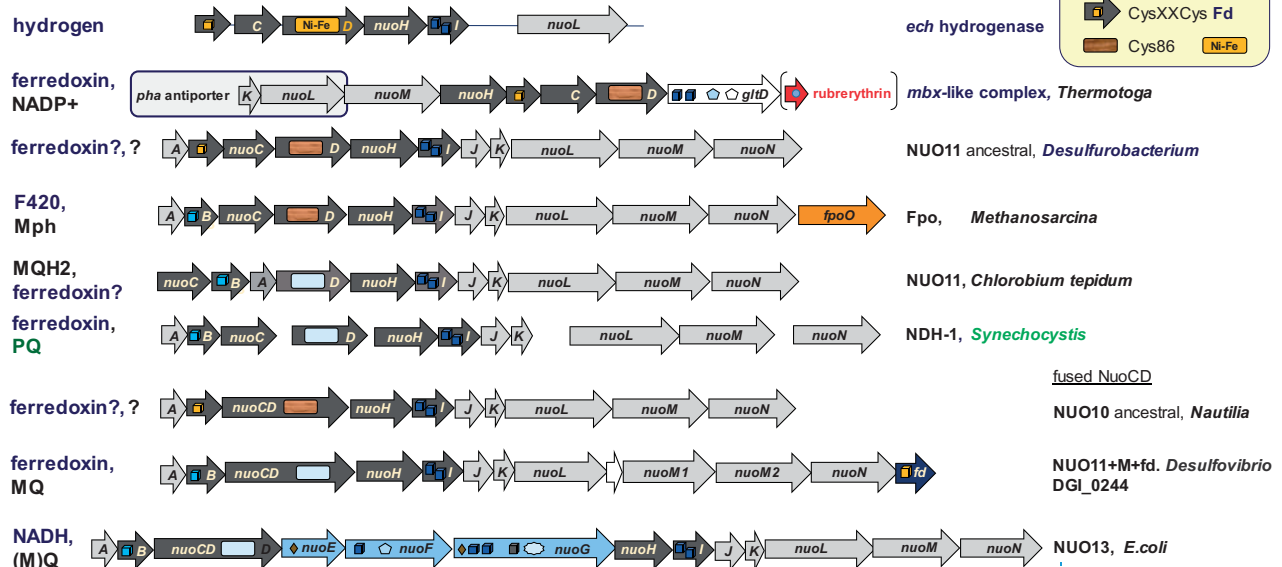 hydrogen C Ni-Fe D nuoH I nuoL ech hydrogenase
CysXXCys Fd
Cys86 Ni-Fe
ferredoxin,
NADP+
pha antiporter K nuoL nuoM nuoH C D gltD rubrerythrin mbx-like complex, Thermotoga
ferredoxin?, ? A nuoC D nuoH I J K nuoL nuoM nuoN NUO11 ancestral, Desulfurobacterium
F420,
Mph
A B nuoC D nuoH I J K nuoL nuoM nuoN fpoO Fpo, Methanosarcina
MQH2,
ferredoxin?
nuoC B A D nuoH I J K nuoL nuoM nuoN NUO11, Chlorobium tepidum
ferredoxin,
PQ
A B nuoC D nuoH I J K nuoL nuoM nuoN NDH-1, Synechocystis
fused NuoCD
ferredoxin?, ? A nuoCD nuoH I J K nuoL nuoM nuoN NUO10 ancestral, Nautilia
ferredoxin,
MQ
A B nuoCD nuoH I J K nuoL nuoM1 nuoM2 nuoN fd NUO11+M+fd. Desulfovibrio
DGI_0244
NADH,
(M)Q
A B nuoCD D nuoE nuoF nuoG nuoH I J K nuoL nuoM nuoN NUO13, E.coli